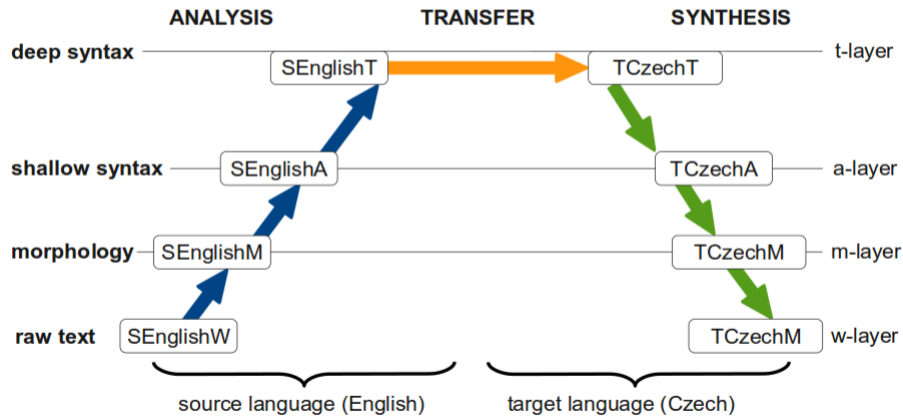 ANALYSIS TRANSFER SYNTHESIS
deep syntax t-layer
SEnglishT TCzechT
shallow syntax SEnglishA TCzechA a-layer
morphology SEnglishM TCzechM m-layer
raw text SEnglishW TCzechM w-layer
source language (English) target language (Czech)